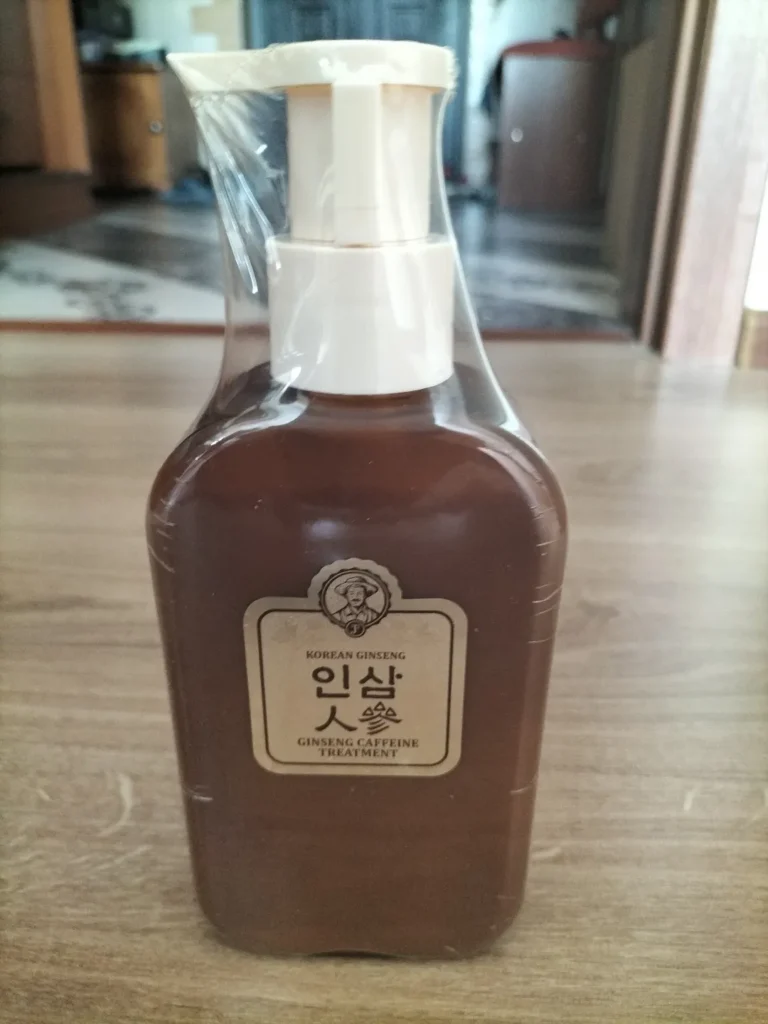 KOREAN GINSENG
인삼
人參
GINSENG CAFFEINE
TREATMENT